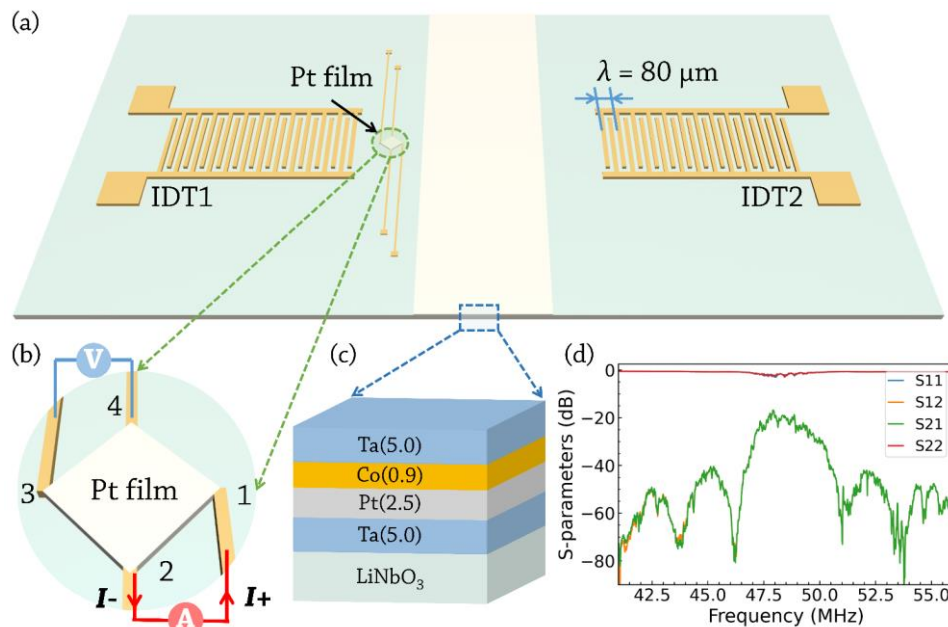 (a)
Pt film
λ = 80 μm
IDT1
IDT2
(b)
V
4
3
Pt film
1
2
I-
A
I+
(c)
Ta(5.0)
Co(0.9)
Pt(2.5)
Ta(5.0)
LiNbO₃
(d)
S-parameters (dB)
0
−20
−40
−60
−80
S11
S12
S21
S22
42.5 45.0 47.5 50.0 52.5 55.0
Frequency (MHz)